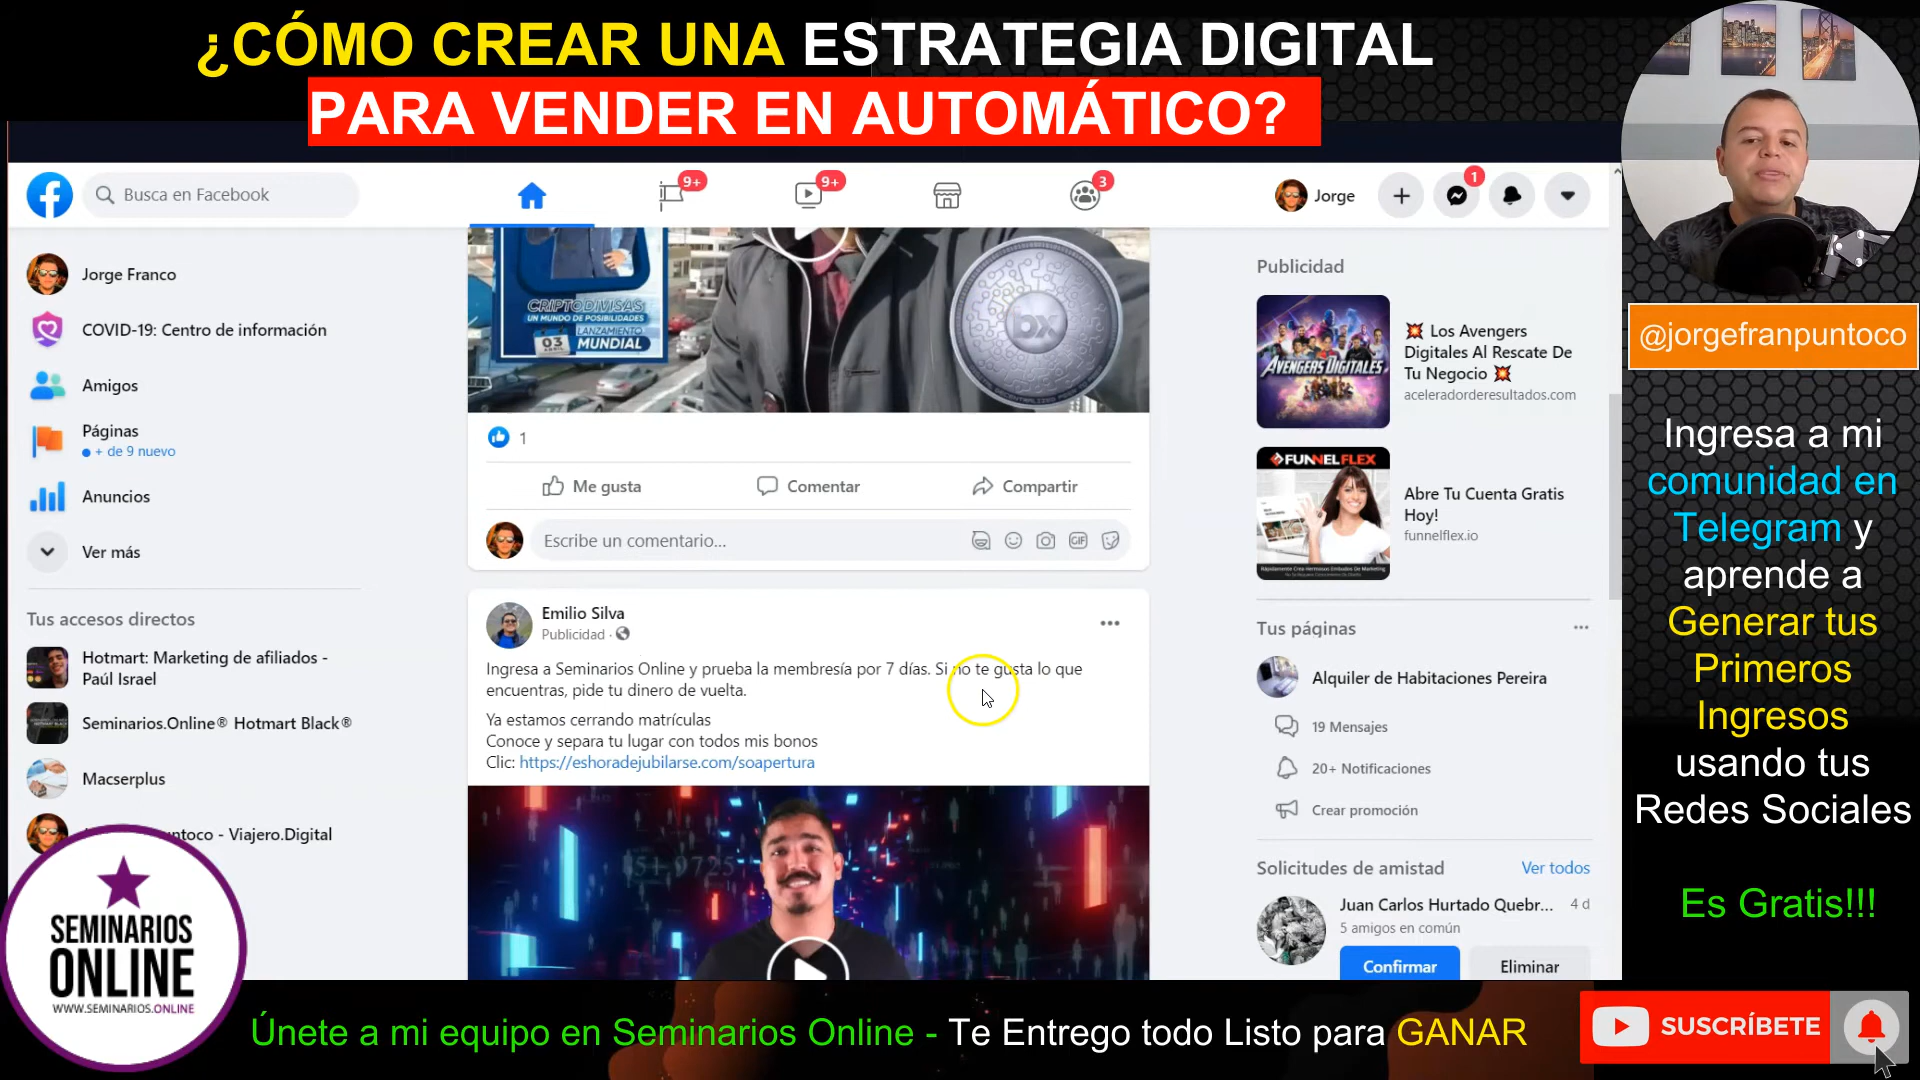 ¿CÓMO CREAR UNA ESTRATEGIA DIGITAL
PARA VENDER EN AUTOMÁTICO?
Busca en Facebook
9+
9+
3
Jorge
1
Jorge Franco
COVID-19: Centro de información
Amigos
Páginas
+ de 9 nuevo
Anuncios
Ver más
Tus accesos directos
Hotmart: Marketing de afiliados -
Paúl Israel
Seminarios.Online® Hotmart Black®
Macserplus
ntoco - Viajero.Digital
SEMINARIOS
ONLINE
WWW.SEMINARIOS.ONLINE
CRIPTODIVISAS
UN MUNDO DE POSIBILIDADES
LANZAMIENTO
03 MUNDIAL
1
Me gusta
Comentar
Compartir
Escribe un comentario...
GIF
Emilio Silva
Publicidad ·
Ingresa a Seminarios Online y prueba la membresía por 7 días. Si no te gusta lo que
encuentras, pide tu dinero de vuelta.
Ya estamos cerrando matrículas
Conoce y separa tu lugar con todos mis bonos
Clic: https://eshoradejubilarse.com/soapertura
Publicidad
AVENGERS DIGITALES
💥 Los Avengers
Digitales Al Rescate De
Tu Negocio 💥
aceleradorderesultados.com
FUNNELFLEX
Abre Tu Cuenta Gratis
Hoy!
funnelflex.io
Tus páginas
Alquiler de Habitaciones Pereira
19 Mensajes
20+ Notificaciones
Crear promoción
Solicitudes de amistad
Ver todos
Juan Carlos Hurtado Quebr...
4 d
5 amigos en común
Confirmar
Eliminar
@jorgefranpuntoco
Ingresa a mi
comunidad en
Telegram y
aprende a
Generar tus
Primeros
Ingresos
usando tus
Redes Sociales
Es Gratis!!!
Únete a mi equipo en Seminarios Online - Te Entrego todo Listo para GANAR
SUSCRÍBETE